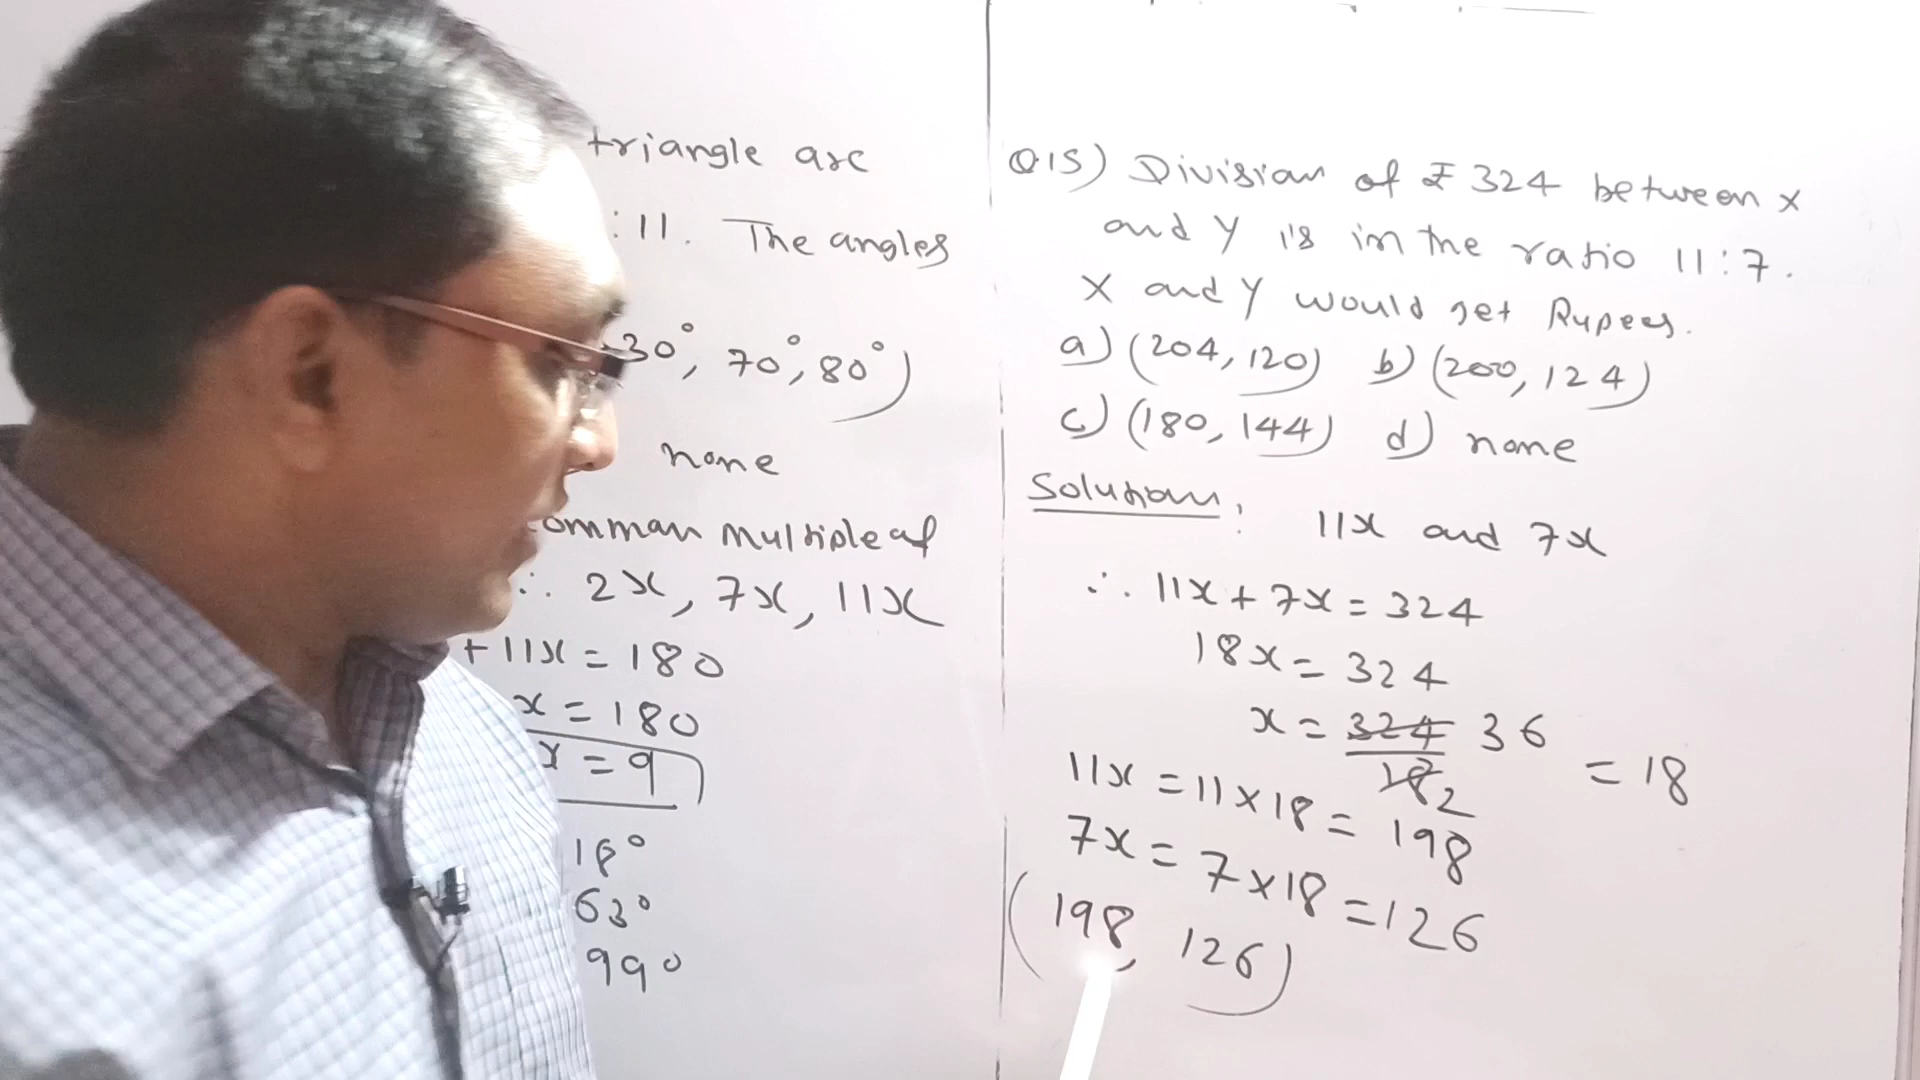 triangle are
: 11. The angles
30°, 70°, 80°)
none
ommon multiple of
∴ 2x, 7x, 11x
+ 11x = 180
x = 180
x = 9
18°
63°
99°
Q15) Division of ₹ 324 between x
and y is in the ratio 11:7.
X and Y would get Rupees.
a) (204, 120) b) (200, 124)
c) (180, 144) d) none
Solution: 11x and 7x
∴ 11x + 7x = 324
18x = 324
x = 324 36
18 2 = 18
11x = 11 x 18 = 198
7x = 7 x 18 = 126
(198, 126)